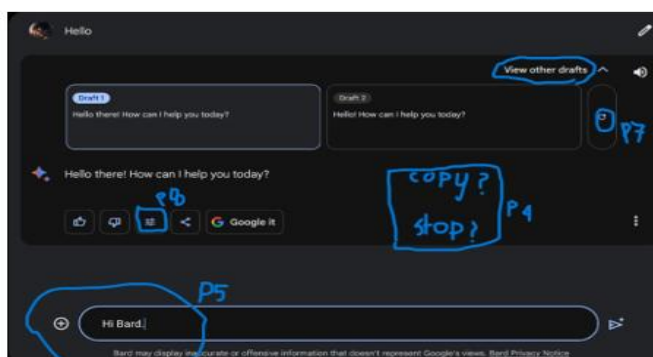 Hello
View other drafts
Draft 1
Hello there! How can I help you today?
Draft 2
Hello! How can I help you today?
P7
Hello there! How can I help you today?
copy?
stop?
P4
P8
Google it
P5
Hi Bard.
Bard may display inaccurate or offensive information that doesn't represent Google's views. Bard Privacy Notice